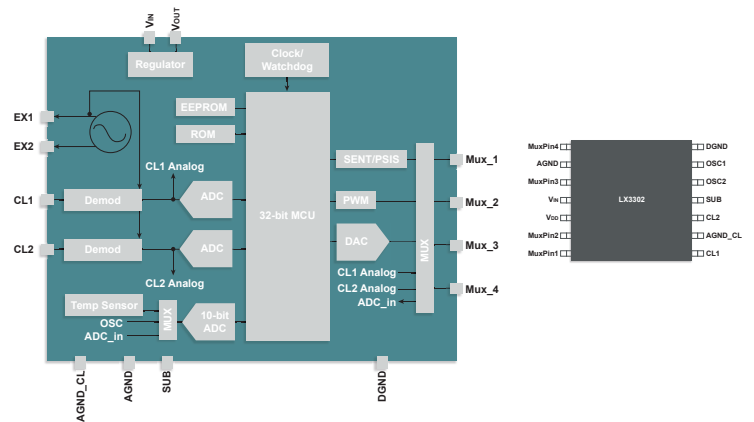 VIN
VOUT
Regulator
Clock/
Watchdog
EX1
EX2
EEPROM
ROM
CL1 Analog
CL1
Demod
ADC
32-bit MCU
SENT/PSIS
Mux_1
PWM
Mux_2
CL2
Demod
ADC
DAC
MUX
Mux_3
CL2 Analog
CL1 Analog
CL2 Analog
ADC_in
Mux_4
Temp Sensor
OSC
ADC_in
MUX
10-bit
ADC
AGND_CL
AGND
SUB
DGND
MuxPin4
AGND
MuxPin3
VIN
VDD
MuxPin2
MuxPin1
LX3302
DGND
OSC1
OSC2
SUB
CL2
AGND_CL
CL1